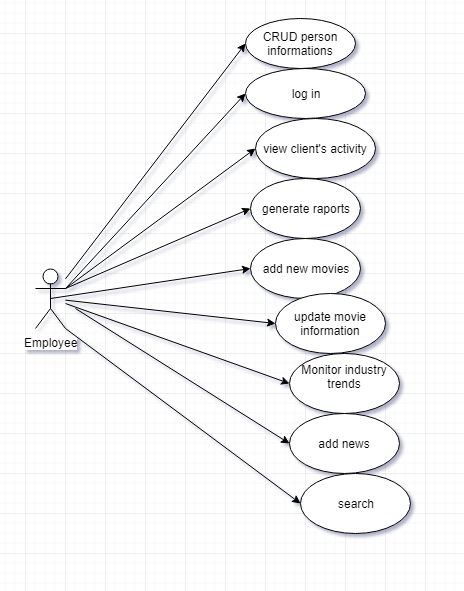 CRUD person
informations
log in
view client's activity
generate raports
add new movies
update movie
information
Employee
Monitor industry
trends
add news
search